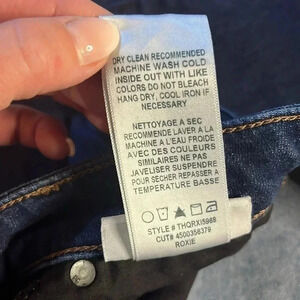 DRY CLEAN RECOMMENDED
MACHINE WASH COLD
INSIDE OUT WITH LIKE
COLORS DO NOT BLEACH
HANG DRY, COOL IRON IF
NECESSARY
NETTOYAGE A SEC
RECOMMENDE LAVER A LA
MACHINE A L'EAU FROIDE
AVEC DES COULEURS
SIMILAIRES NE PAS
JAVELISER SUSPENDRE
POUR SECHER REPASSER A
TEMPERATURE BASSE
STYLE # THQRXI5988
CUT# 4500356379
ROXIE